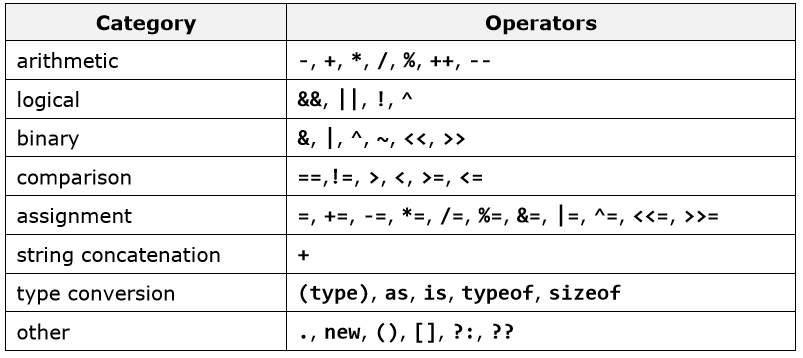 Category Operators
arithmetic -, +, *, /, %, ++, --
logical &&, ||, !, ^
binary &, |, ^, ~, <<, >>
comparison ==,!=, >, <, >=, <=
assignment =, +=, -=, *=, /=, %=, &=, |=, ^=, <<=, >>=
string concatenation +
type conversion (type), as, is, typeof, sizeof
other ., new, (), [], ?:, ??